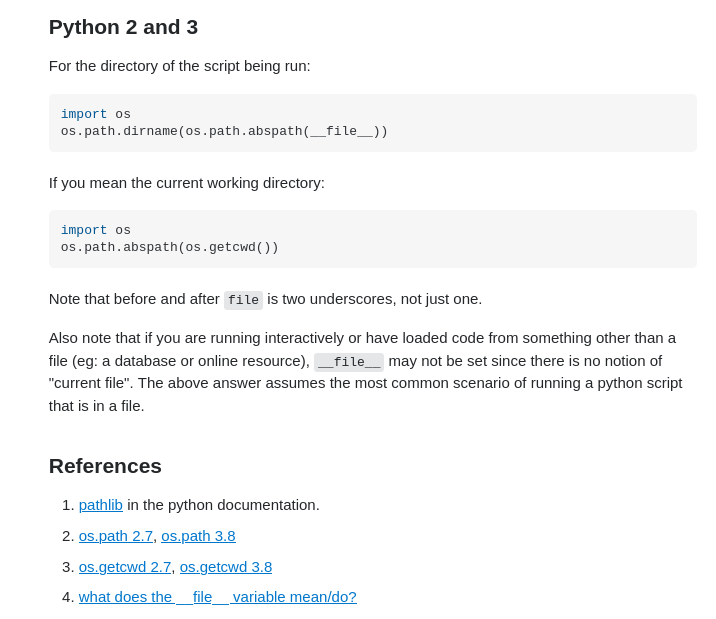 Python 2 and 3
For the directory of the script being run:
import os
os.path.dirname(os.path.abspath(__file__))
If you mean the current working directory:
import os
os.path.abspath(os.getcwd())
Note that before and after file is two underscores, not just one.
Also note that if you are running interactively or have loaded code from something other than a
file (eg: a database or online resource), __file__ may not be set since there is no notion of
"current file". The above answer assumes the most common scenario of running a python script
that is in a file.
References
1. pathlib in the python documentation.
2. os.path 2.7, os.path 3.8
3. os.getcwd 2.7, os.getcwd 3.8
4. what does the __file__ variable mean/do?